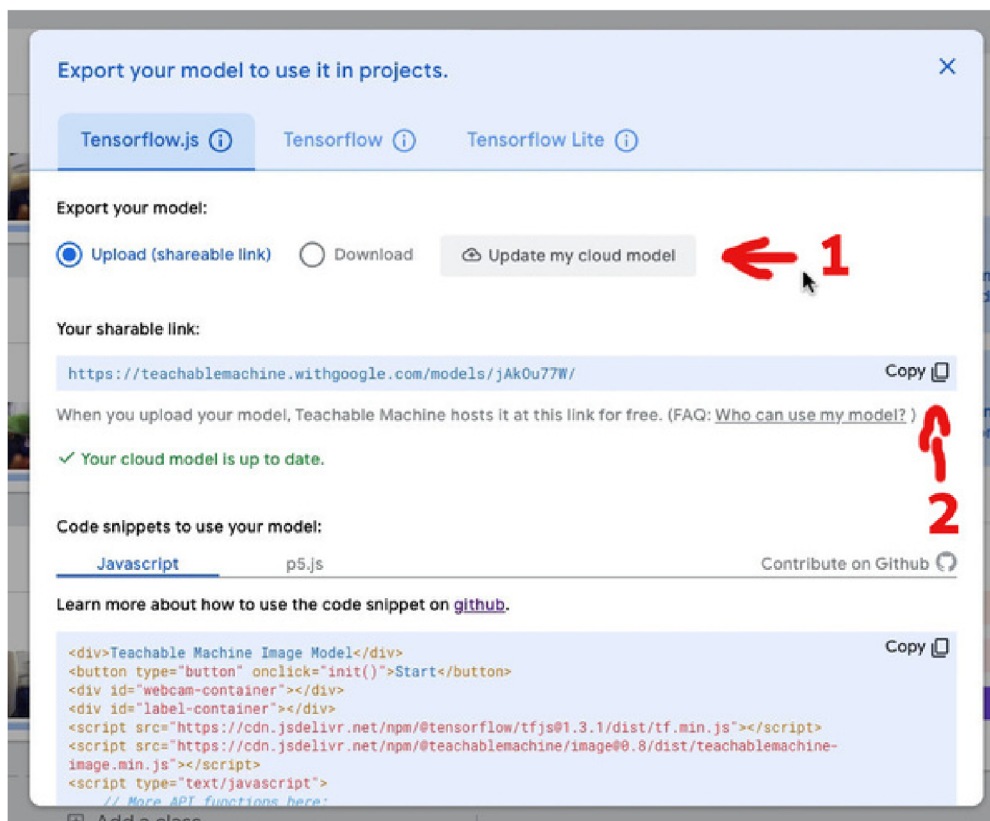 Export your model to use it in projects.
Tensorflow.js Tensorflow Tensorflow Lite
Export your model:
Upload (shareable link) Download Update my cloud model 1
Your sharable link:
https://teachablemachine.withgoogle.com/models/jAkOu77W/ Copy
When you upload your model, Teachable Machine hosts it at this link for free. (FAQ: Who can use my model? )
Your cloud model is up to date.
2
Code snippets to use your model:
Javascript p5.js Contribute on Github
Learn more about how to use the code snippet on github.
Copy
<div>Teachable Machine Image Model</div>
<button type="button" onclick="init()">Start</button>
<div id="webcam-container"></div>
<div id="label-container"></div>
<script src="https://cdn.jsdelivr.net/npm/@tensorflow/tfjs@1.3.1/dist/tf.min.js"></script>
<script src="https://cdn.jsdelivr.net/npm/@teachablemachine/image@0.8/dist/teachablemachine-
image.min.js"></script>
<script type="text/javascript">
// More API functions here:
Add a class